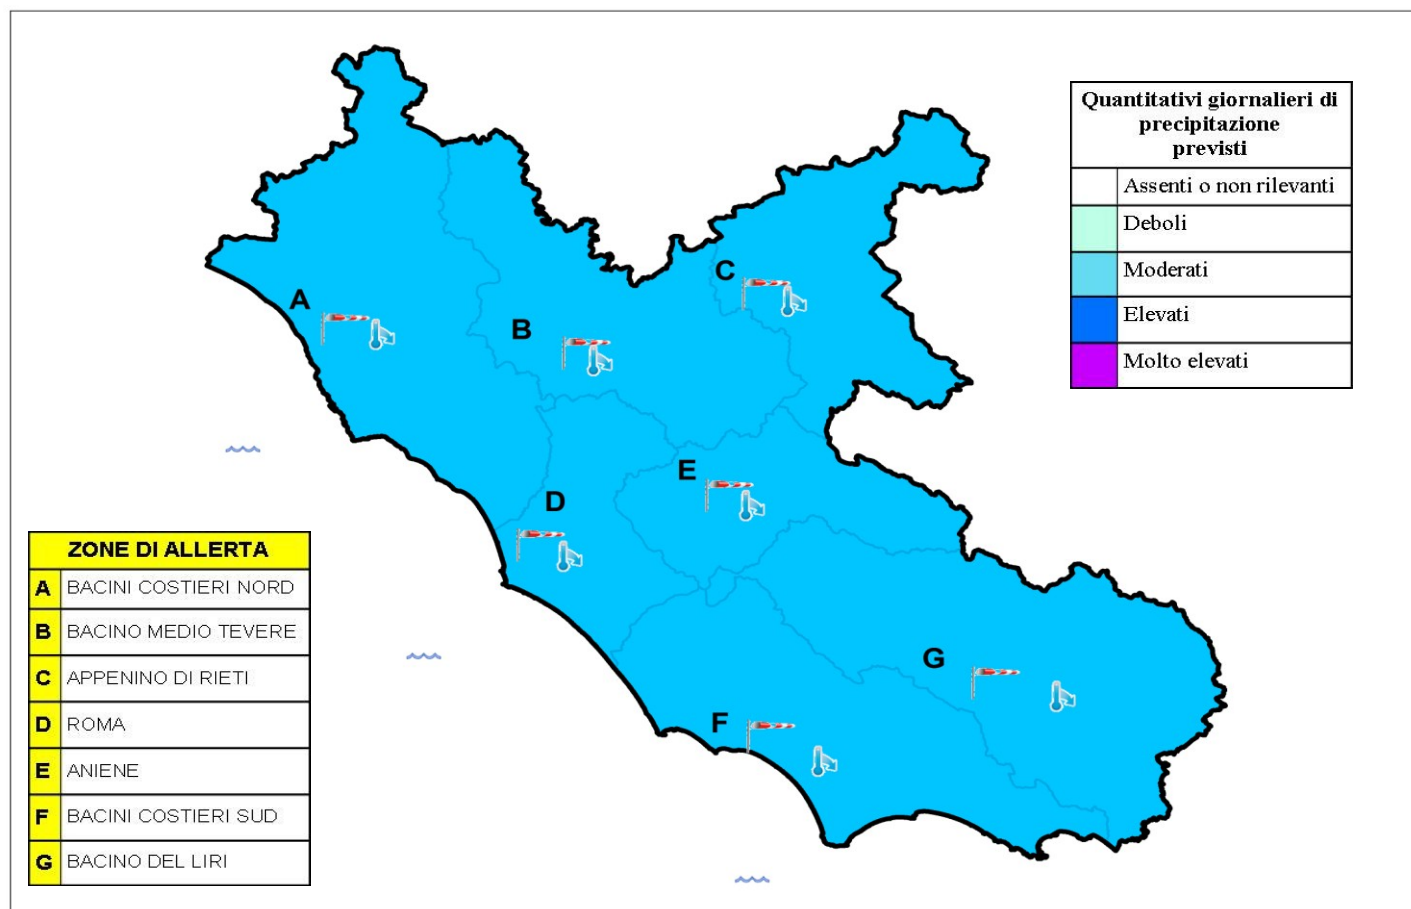 Quantitativi giornalieri di
precipitazione
previsti
Assenti o non rilevanti
Deboli
Moderati
Elevati
Molto elevati
A
B
C
D
E
F
G
ZONE DI ALLERTA
A BACINI COSTIERI NORD
B BACINO MEDIO TEVERE
C APPENINO DI RIETI
D ROMA
E ANIENE
F BACINI COSTIERI SUD
G BACINO DEL LIRI